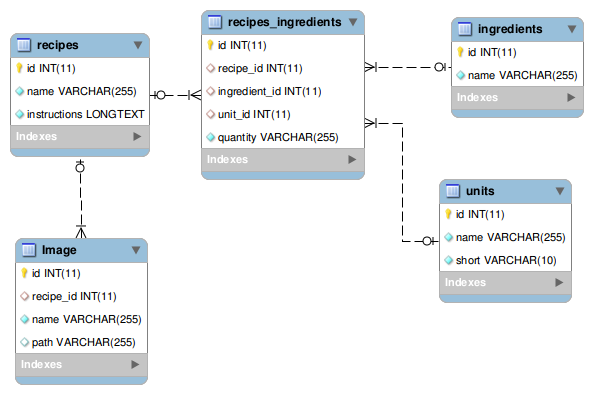 recipes
id INT(11)
name VARCHAR(255)
instructions LONGTEXT
Indexes
recipes_ingredients
id INT(11)
recipe_id INT(11)
ingredient_id INT(11)
unit_id INT(11)
quantity VARCHAR(255)
Indexes
ingredients
id INT(11)
name VARCHAR(255)
Indexes
units
id INT(11)
name VARCHAR(255)
short VARCHAR(10)
Indexes
Image
id INT(11)
recipe_id INT(11)
name VARCHAR(255)
path VARCHAR(255)
Indexes